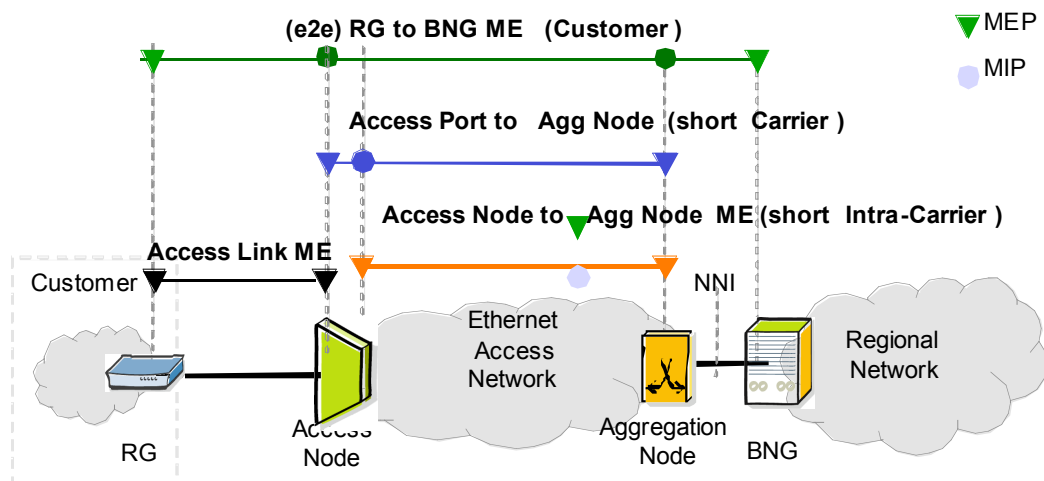 (e2e) RG to BNG ME (Customer )
MEP
MIP
Access Port to Agg Node (short Carrier )
Access Node to Agg Node ME (short Intra-Carrier )
Access Link ME
Customer
NNI
Ethernet
Access
Network
Regional
Network
RG
Access
Node
Aggregation
Node
BNG